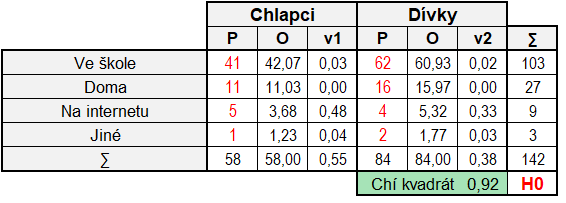 Chlapci Dívky
P O v1 P O v2 ∑
Ve škole 41 42,07 0,03 62 60,93 0,02 103
Doma 11 11,03 0,00 16 15,97 0,00 27
Na internetu 5 3,68 0,48 4 5,32 0,33 9
Jiné 1 1,23 0,04 2 1,77 0,03 3
∑ 58 58,00 0,55 84 84,00 0,38 142
Chí kvadrát 0,92 H0